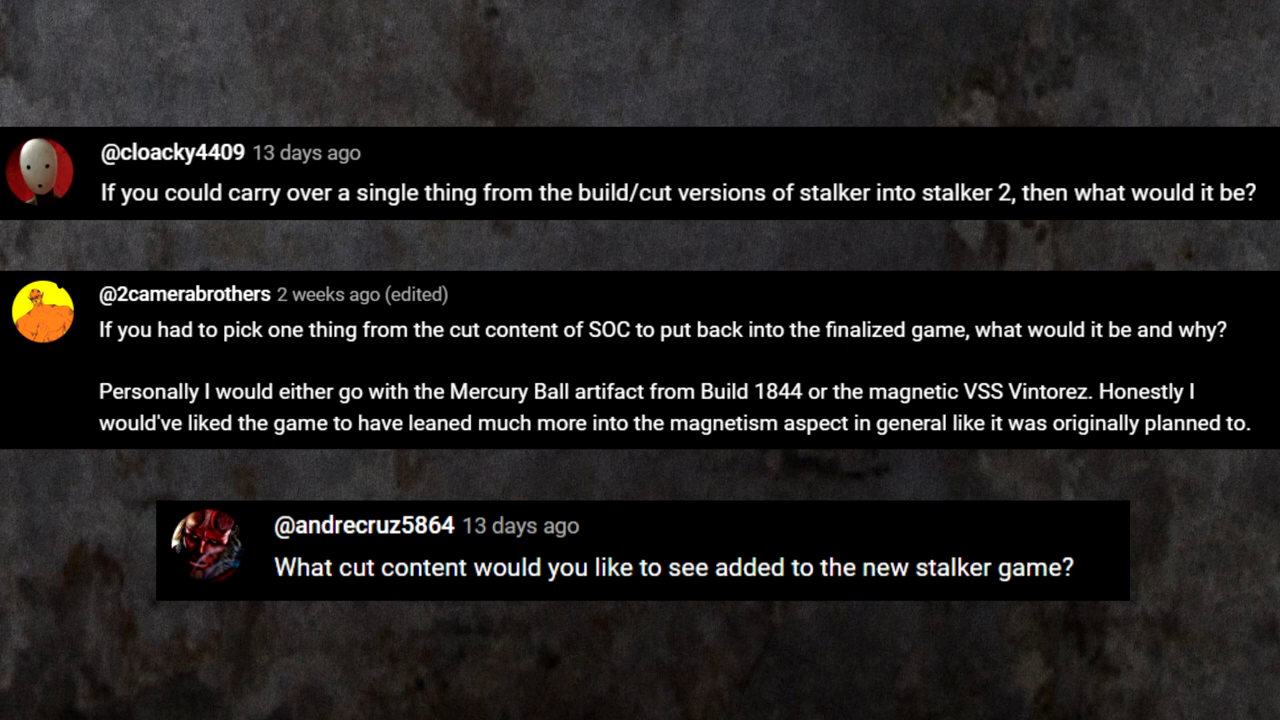 @cloacky4409 13 days ago
If you could carry over a single thing from the build/cut versions of stalker into stalker 2, then what would it be?
@2camerabrothers 2 weeks ago (edited)
If you had to pick one thing from the cut content of SOC to put back into the finalized game, what would it be and why?
Personally I would either go with the Mercury Ball artifact from Build 1844 or the magnetic VSS Vintorez. Honestly I
would've liked the game to have leaned much more into the magnetism aspect in general like it was originally planned to.
@andrecruz5864 13 days ago
What cut content would you like to see added to the new stalker game?